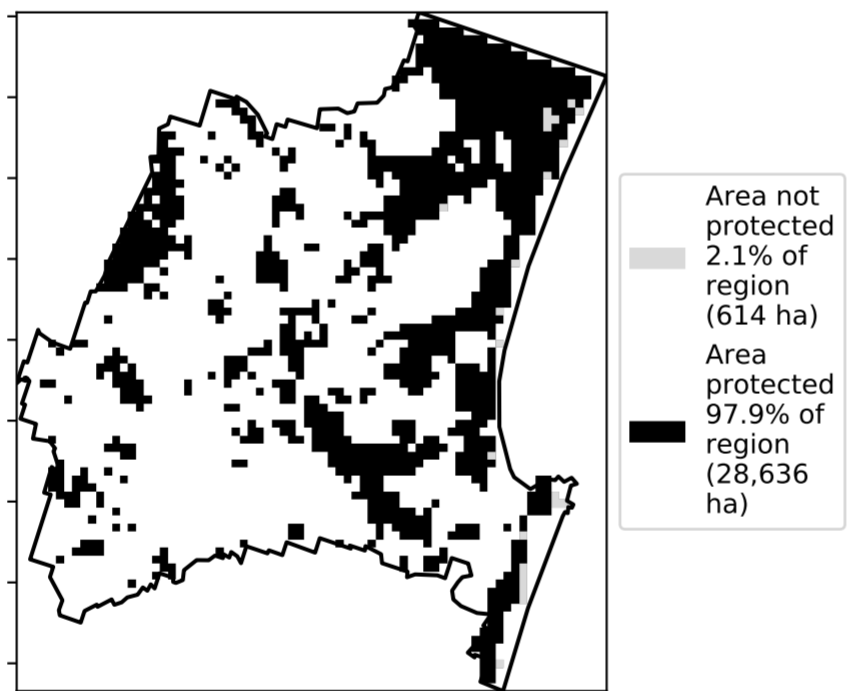 Area not
protected
2.1% of
region
(614 ha)
Area
protected
97.9% of
region
(28,636
ha)